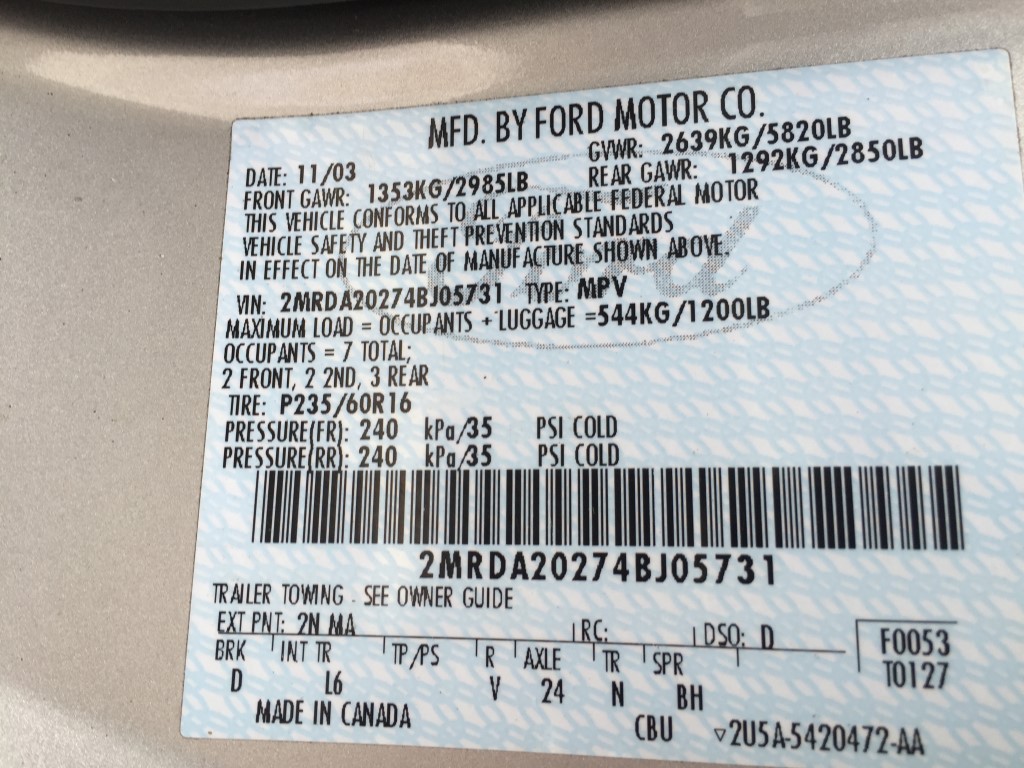 MFD. BY FORD MOTOR CO.
DATE: 11/03 GVWR: 2639KG/5820LB
FRONT GAWR: 1353KG/2985LB REAR GAWR: 1292KG/2850LB
THIS VEHICLE CONFORMS TO ALL APPLICABLE FEDERAL MOTOR
VEHICLE SAFETY AND THEFT PREVENTION STANDARDS
IN EFFECT ON THE DATE OF MANUFACTURE SHOWN ABOVE.
Ford
VIN: 2MRDA20274BJ05731 TYPE: MPV
MAXIMUM LOAD = OCCUPANTS + LUGGAGE =544KG/1200LB
OCCUPANTS = 7 TOTAL;
2 FRONT, 2 2ND, 3 REAR
TIRE: P235/60R16
PRESSURE(FR): 240 kPa/35 PSI COLD
PRESSURE(RR): 240 kPa/35 PSI COLD
2MRDA20274BJ05731
TRAILER TOWING - SEE OWNER GUIDE
EXT PNT: 2N MA RC: DSO: D F0053
BRK INT TR TP/PS R AXLE TR SPR T0127
D L6 V 24 N BH
MADE IN CANADA CBU ▽2U5A-5420472-AA